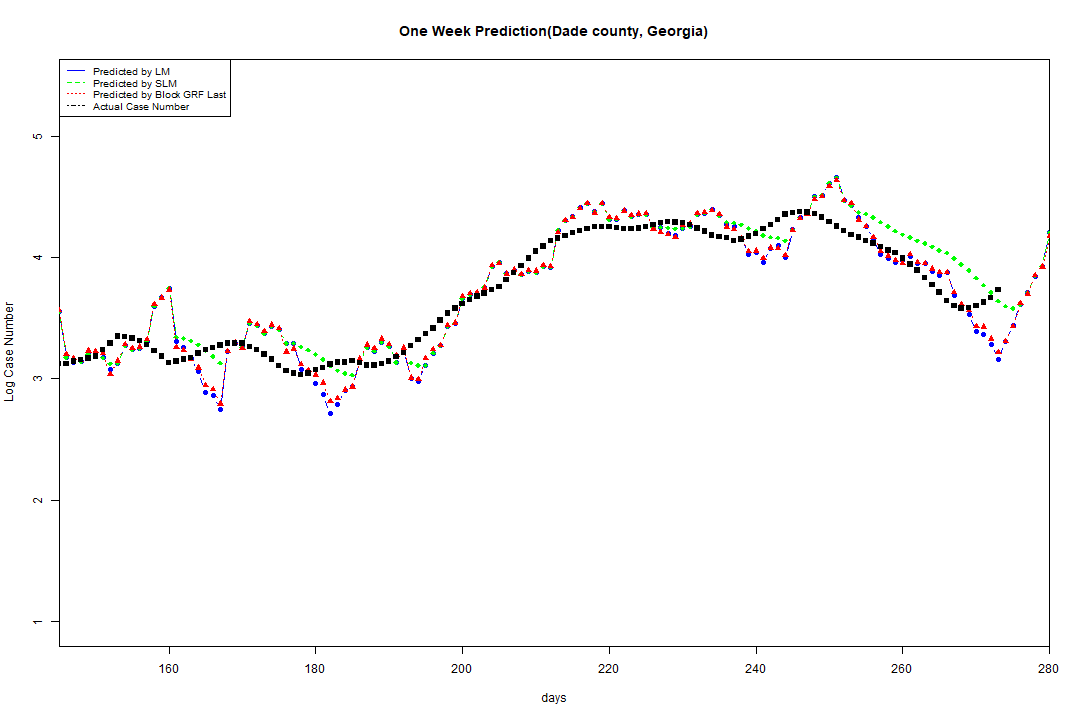 One Week Prediction(Dade county, Georgia)
Predicted by LM
Predicted by SLM
Predicted by Block GRF Last
Actual Case Number
5
4
3
2
1
Log Case Number
160 180 200 220 240 260 280
days